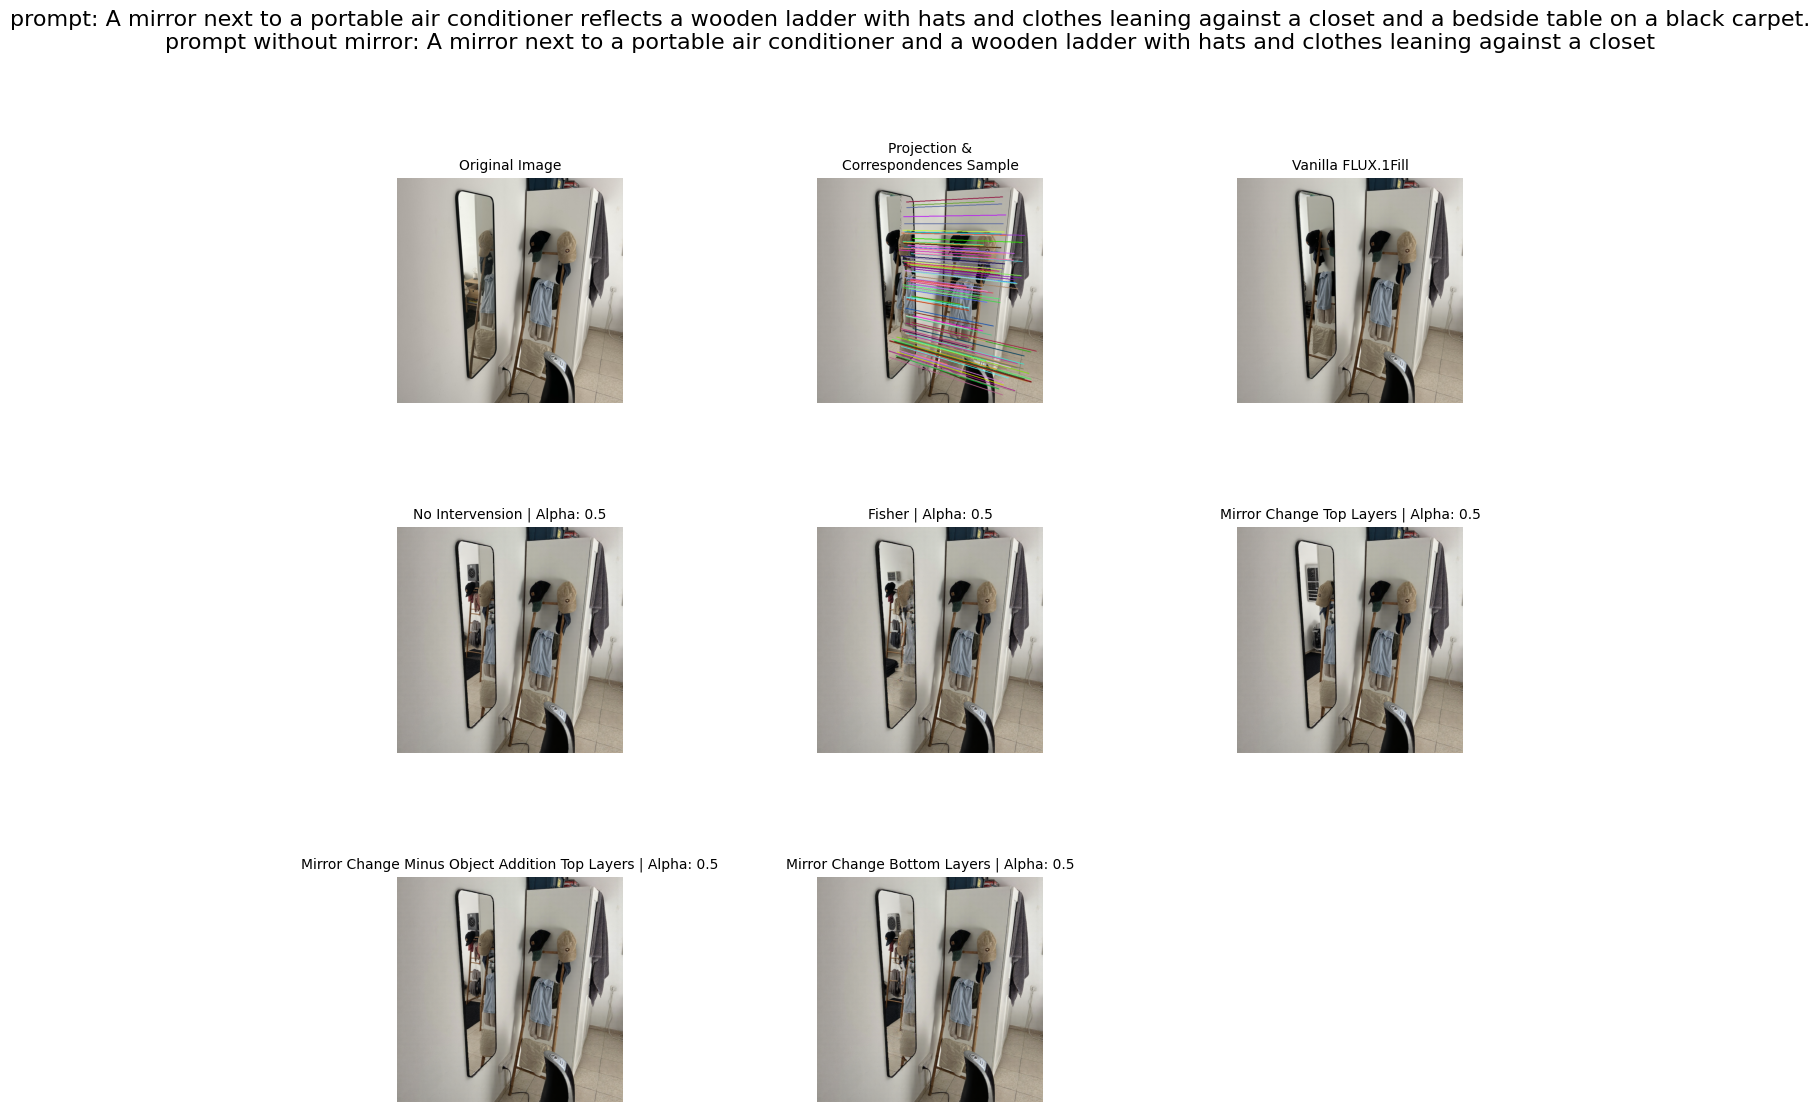 prompt: A mirror next to a portable air conditioner reflects a wooden ladder with hats and clothes leaning against a closet and a bedside table on a black carpet.
prompt without mirror: A mirror next to a portable air conditioner and a wooden ladder with hats and clothes leaning against a closet
Original Image
Projection &
Correspondences Sample
Vanilla FLUX.1Fill
No Intervension | Alpha: 0.5
Fisher | Alpha: 0.5
Mirror Change Top Layers | Alpha: 0.5
Mirror Change Minus Object Addition Top Layers | Alpha: 0.5
Mirror Change Bottom Layers | Alpha: 0.5